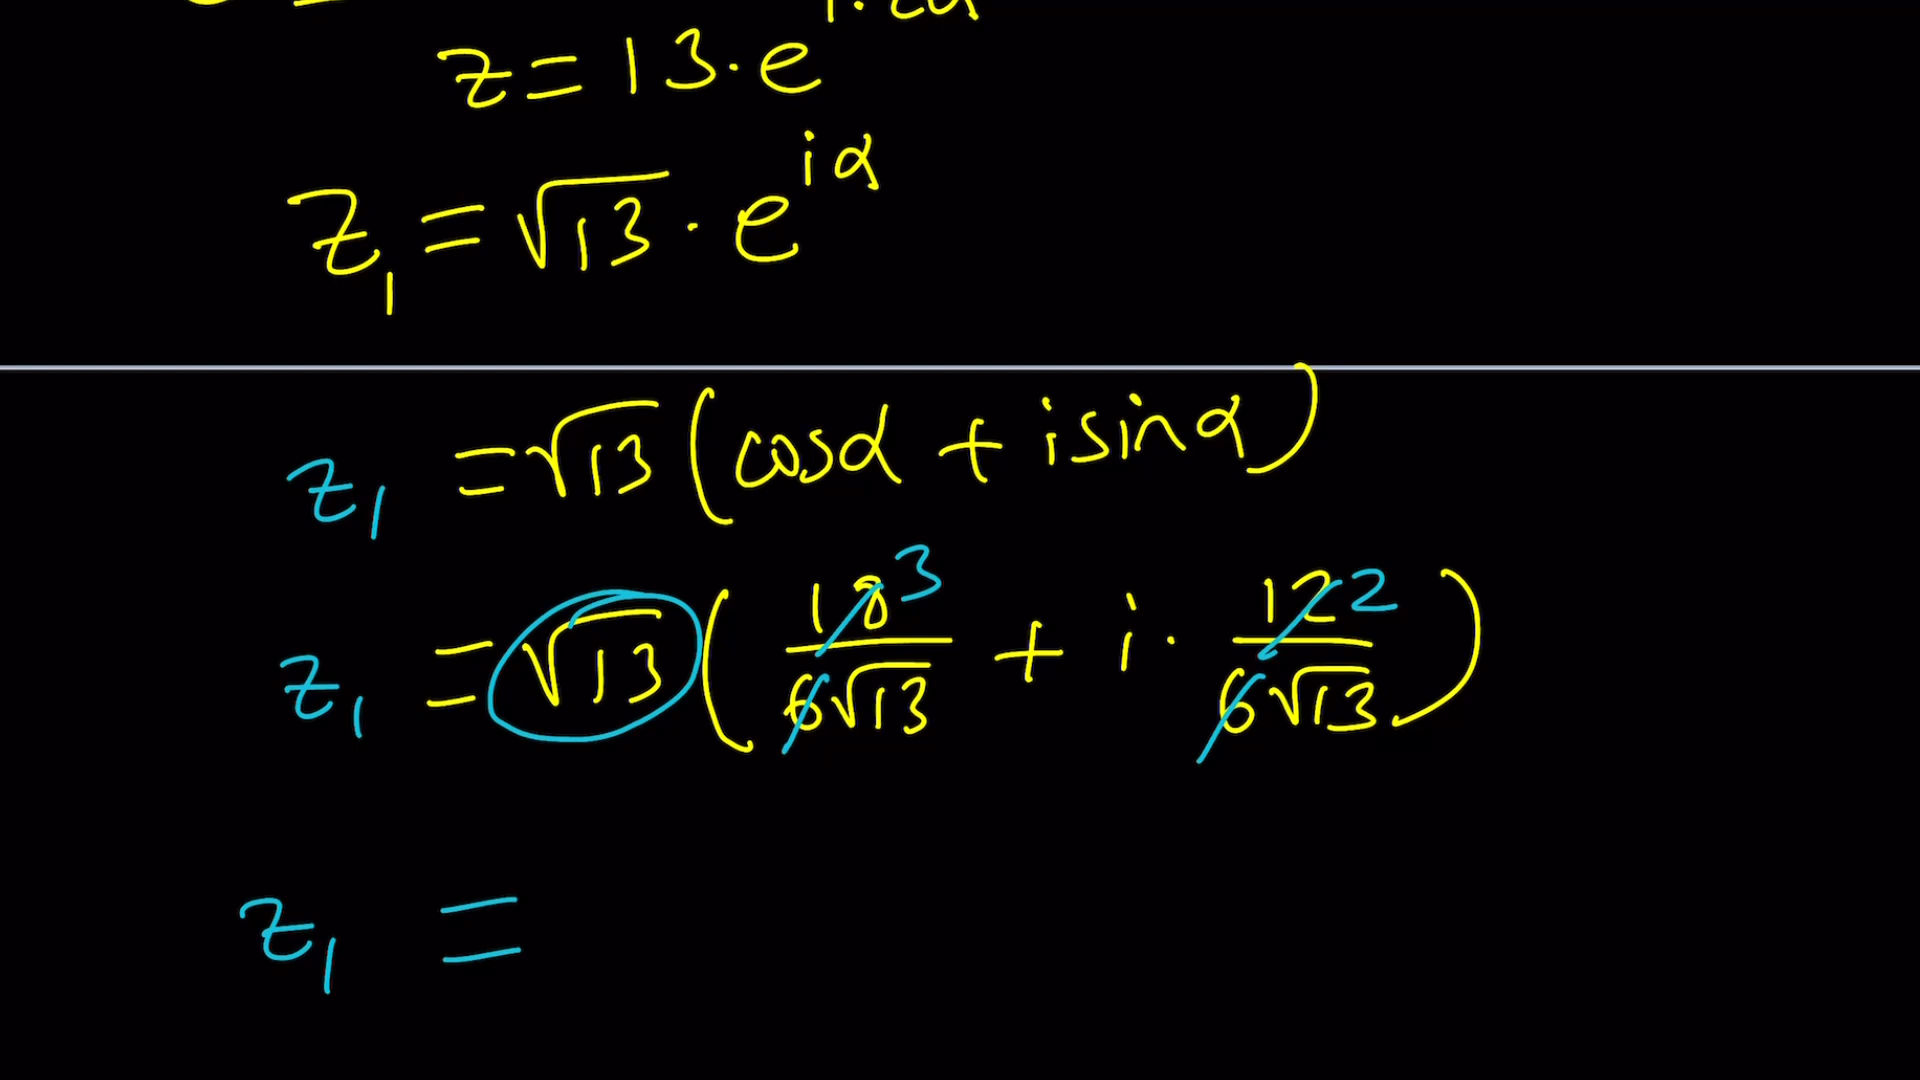 z = 13 · e^{i·2α}
z₁ = √13 · e^{iα}
z₁ = √13 (cosα + i sinα)
z₁ = √13 ( 18 3 / 6√13 + i · 12 2 / 6√13 )
z₁ =